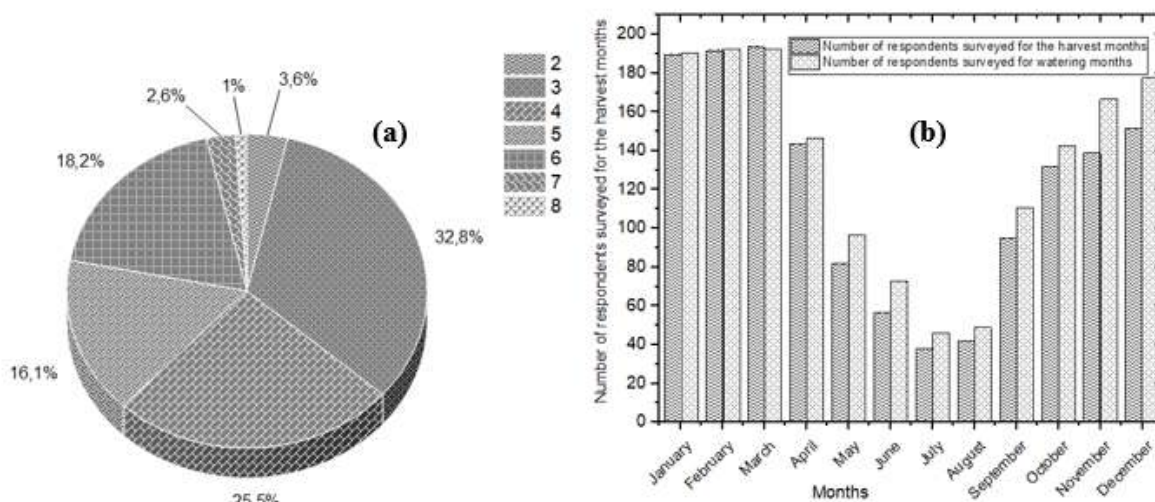 2,6%
1%
3,6%
(a)
18,2%
32,8%
16,1%
25,5%
2
3
4
5
6
7
8
(b)
Number of respondents surveyed for the harvest months
200
180
160
140
120
100
80
60
40
20
0
Number of respondents surveyed for the harvest months
Number of respondents surveyed for watering months
January
February
March
April
May
June
July
August
September
October
November
December
Months